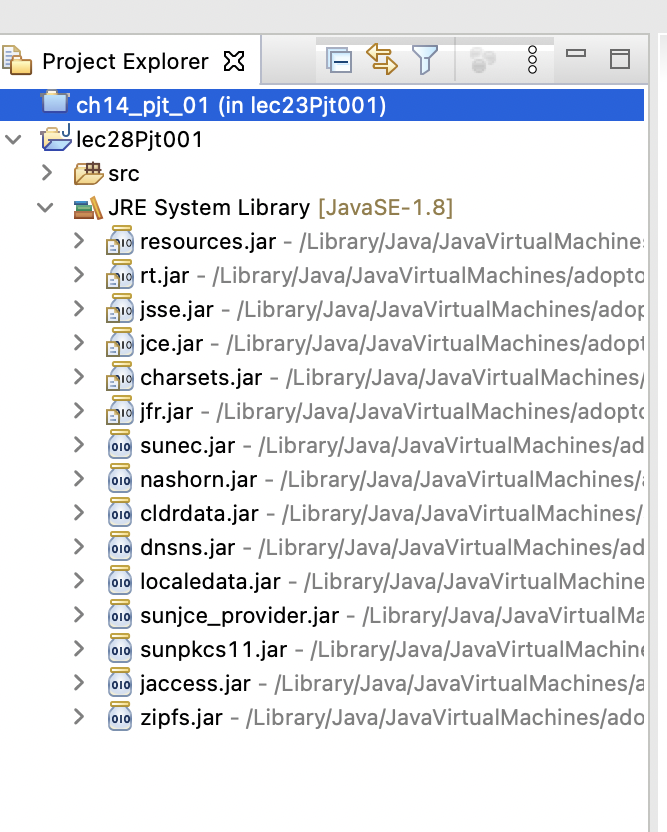 Project Explorer
ch14_pjt_01 (in lec23Pjt001)
lec28Pjt001
src
JRE System Library [JavaSE-1.8]
resources.jar - /Library/Java/JavaVirtualMachines
rt.jar - /Library/Java/JavaVirtualMachines/adopto
jsse.jar - /Library/Java/JavaVirtualMachines/adop
jce.jar - /Library/Java/JavaVirtualMachines/adopt
charsets.jar - /Library/Java/JavaVirtualMachines/
jfr.jar - /Library/Java/JavaVirtualMachines/adopto
sunec.jar - /Library/Java/JavaVirtualMachines/ad
nashorn.jar - /Library/Java/JavaVirtualMachines/
cldrdata.jar - /Library/Java/JavaVirtualMachines/
dnsns.jar - /Library/Java/JavaVirtualMachines/ad
localedata.jar - /Library/Java/JavaVirtualMachine
sunjce_provider.jar - /Library/Java/JavaVirtualMa
sunpkcs11.jar - /Library/Java/JavaVirtualMachine
jaccess.jar - /Library/Java/JavaVirtualMachines/a
zipfs.jar - /Library/Java/JavaVirtualMachines/ado